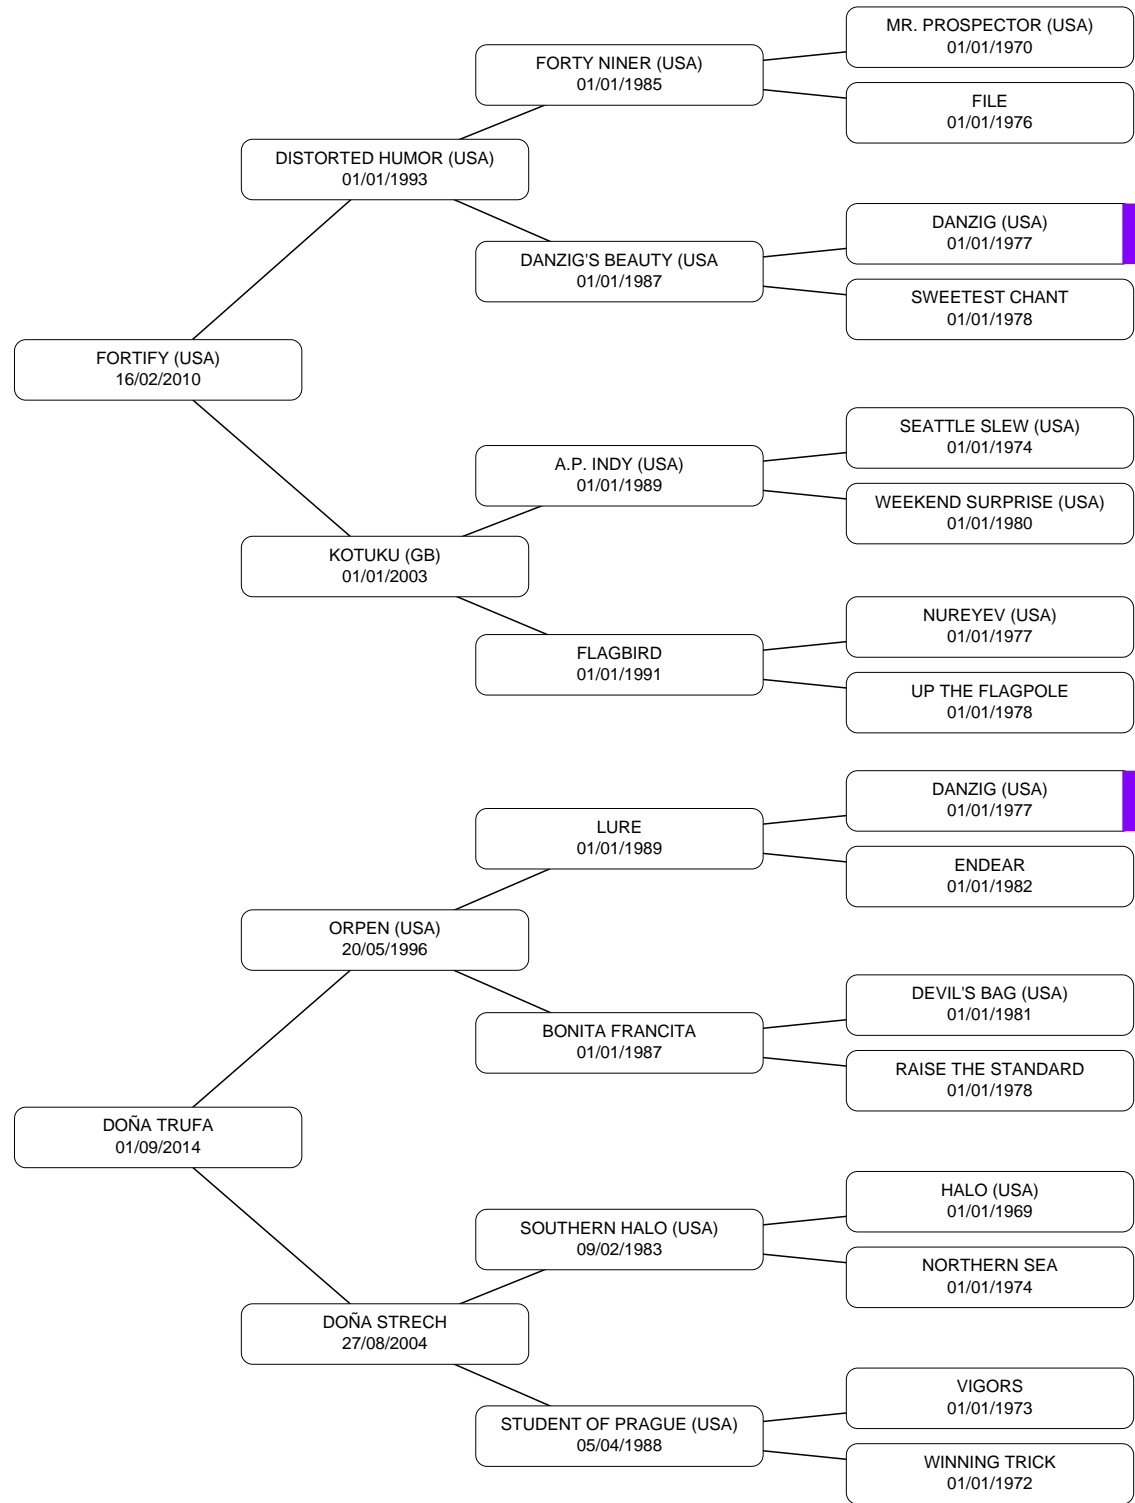 MR. PROSPECTOR (USA)
01/01/1970
FORTY NINER (USA)
01/01/1985
FILE
01/01/1976
DISTORTED HUMOR (USA)
01/01/1993
DANZIG (USA)
01/01/1977
DANZIG'S BEAUTY (USA
01/01/1987
SWEETEST CHANT
01/01/1978
FORTIFY (USA)
16/02/2010
SEATTLE SLEW (USA)
01/01/1974
A.P. INDY (USA)
01/01/1989
WEEKEND SURPRISE (USA)
01/01/1980
KOTUKU (GB)
01/01/2003
NUREYEV (USA)
01/01/1977
FLAGBIRD
01/01/1991
UP THE FLAGPOLE
01/01/1978
DANZIG (USA)
01/01/1977
LURE
01/01/1989
ENDEAR
01/01/1982
ORPEN (USA)
20/05/1996
DEVIL'S BAG (USA)
01/01/1981
BONITA FRANCITA
01/01/1987
RAISE THE STANDARD
01/01/1978
DOÑA TRUFA
01/09/2014
HALO (USA)
01/01/1969
SOUTHERN HALO (USA)
09/02/1983
NORTHERN SEA
01/01/1974
DOÑA STRECH
27/08/2004
VIGORS
01/01/1973
STUDENT OF PRAGUE (USA)
05/04/1988
WINNING TRICK
01/01/1972